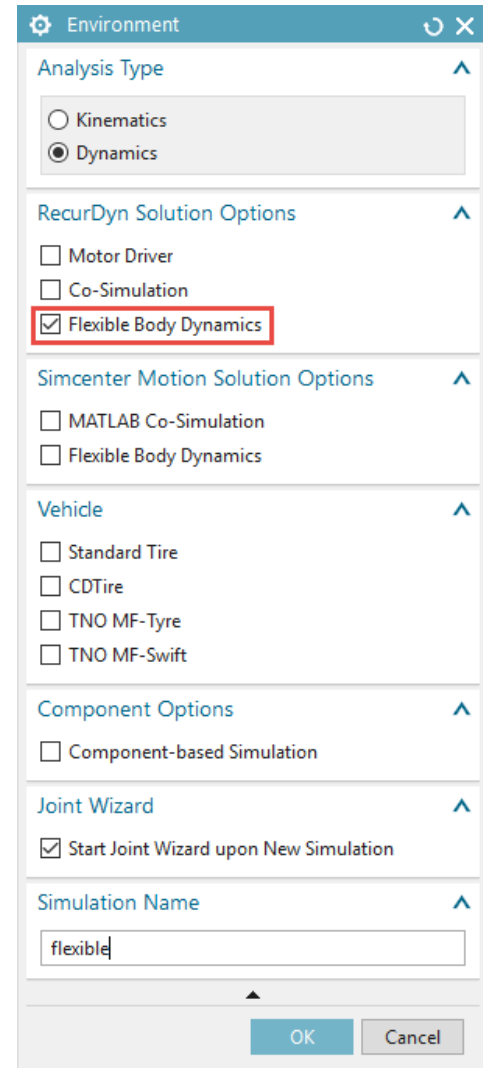 Environment
Analysis Type
Kinematics
Dynamics
RecurDyn Solution Options
Motor Driver
Co-Simulation
Flexible Body Dynamics
Simcenter Motion Solution Options
MATLAB Co-Simulation
Flexible Body Dynamics
Vehicle
Standard Tire
CDTire
TNO MF-Tyre
TNO MF-Swift
Component Options
Component-based Simulation
Joint Wizard
Start Joint Wizard upon New Simulation
Simulation Name
flexible
OK Cancel